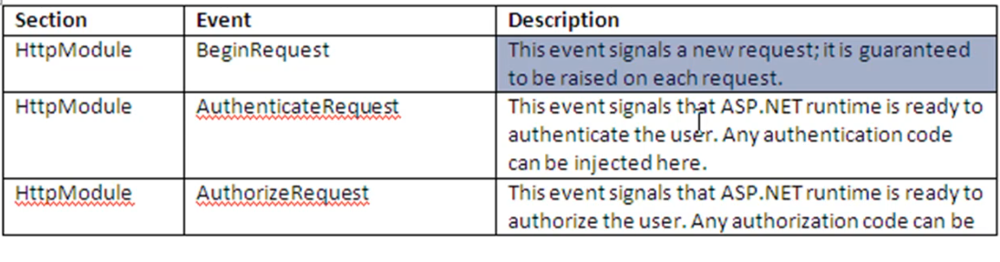 Section Event Description
HttpModule BeginRequest This event signals a new request; it is guaranteed
to be raised on each request.
HttpModule AuthenticateRequest This event signals that ASP.NET runtime is ready to
authenticate the user. Any authentication code
can be injected here.
HttpModule AuthorizeRequest This event signals that ASP.NET runtime is ready to
authorize the user. Any authorization code can be